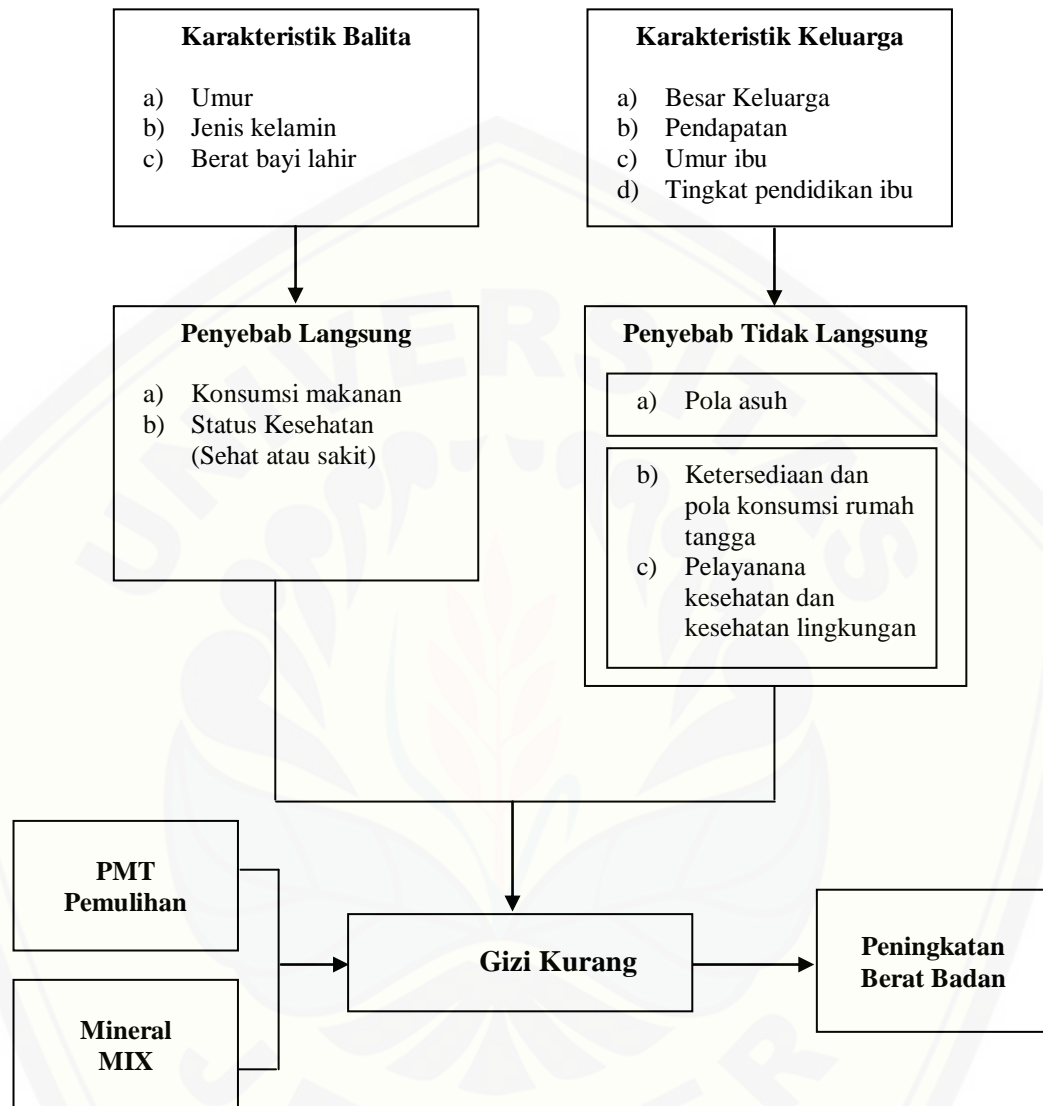 Karakteristik Balita
a) Umur
b) Jenis kelamin
c) Berat bayi lahir
Karakteristik Keluarga
a) Besar Keluarga
b) Pendapatan
c) Umur ibu
d) Tingkat pendidikan ibu
Penyebab Langsung
a) Konsumsi makanan
b) Status Kesehatan
(Sehat atau sakit)
Penyebab Tidak Langsung
a) Pola asuh
b) Ketersediaan dan
pola konsumsi rumah
tangga
c) Pelayanana
kesehatan dan
kesehatan lingkungan
PMT
Pemulihan
Mineral
MIX
Gizi Kurang
Peningkatan
Berat Badan
UNIVERSITAS